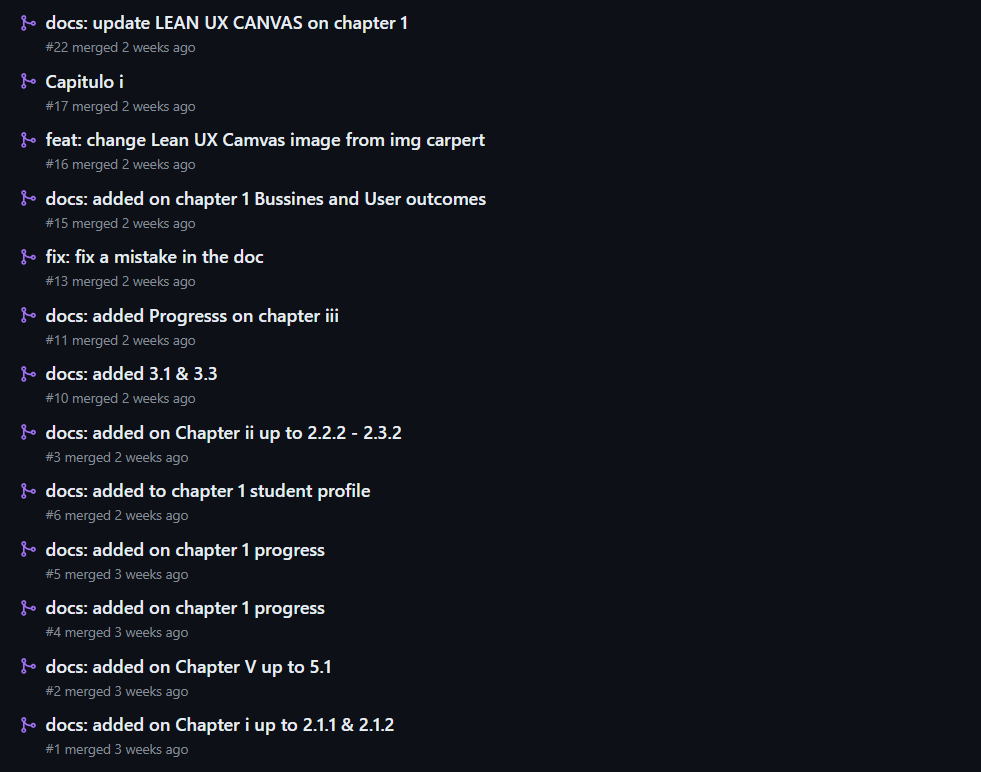 docs: update LEAN UX CANVAS on chapter 1
#22 merged 2 weeks ago
Capitulo i
#17 merged 2 weeks ago
feat: change Lean UX Camvas image from img carpert
#16 merged 2 weeks ago
docs: added on chapter 1 Bussines and User outcomes
#15 merged 2 weeks ago
fix: fix a mistake in the doc
#13 merged 2 weeks ago
docs: added Progresss on chapter iii
#11 merged 2 weeks ago
docs: added 3.1 & 3.3
#10 merged 2 weeks ago
docs: added on Chapter ii up to 2.2.2 - 2.3.2
#3 merged 2 weeks ago
docs: added to chapter 1 student profile
#6 merged 2 weeks ago
docs: added on chapter 1 progress
#5 merged 3 weeks ago
docs: added on chapter 1 progress
#4 merged 3 weeks ago
docs: added on Chapter V up to 5.1
#2 merged 3 weeks ago
docs: added on Chapter i up to 2.1.1 & 2.1.2
#1 merged 3 weeks ago